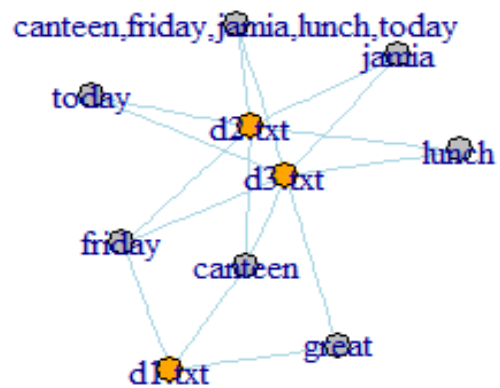 canteen,friday,jamia,lunch,today
jamia
today
d2.txt
lunch
d3.txt
friday
canteen
great
d1.txt